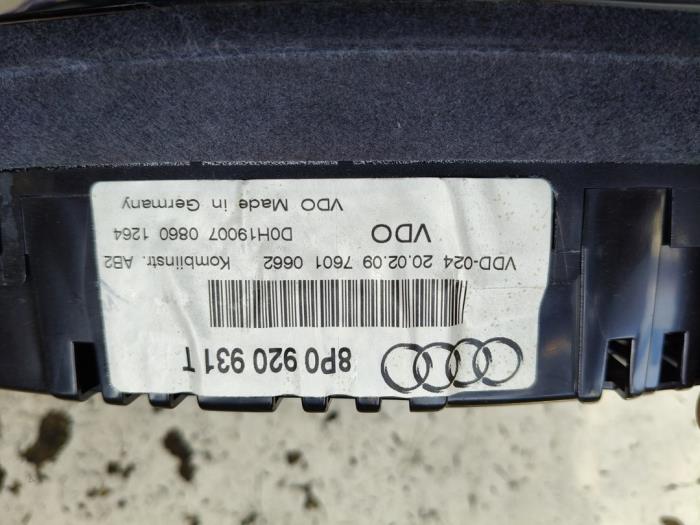 8P0 920 931 T
VDD-024 20.02.09 7601 0662 Kombiinstr. AB2
VDO D0H19007 0860 1264
VDO Made in Germany